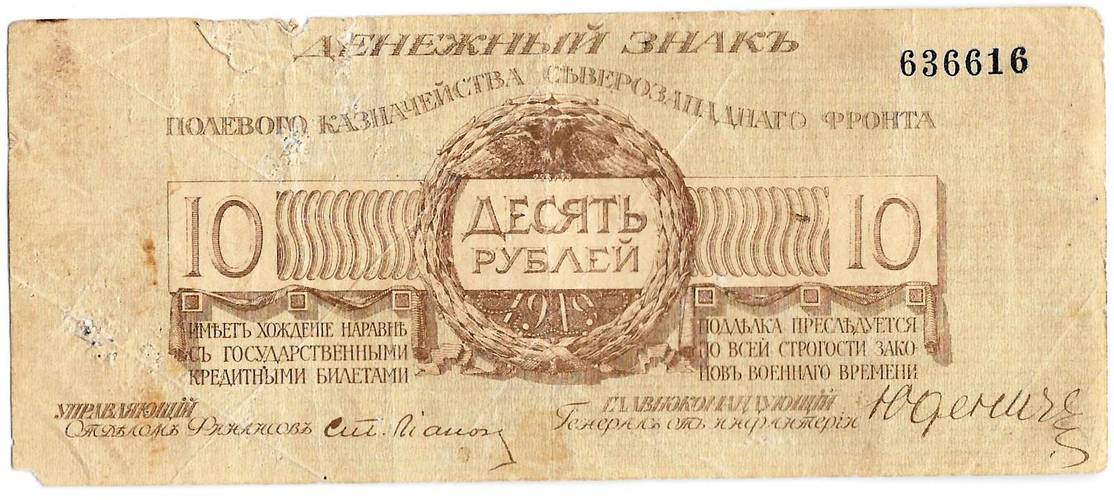 ДЕНЕЖНЫЙ ЗНАКЪ
636616
ПОЛЕВОГО КАЗНАЧЕЙСТВА СѢВЕРОЗАПАДНАГО ФРОНТА
10
ДЕСЯТЬ
РУБЛЕЙ
10
1919
ИМѢЕТЪ ХОЖДЕНІЕ НАРАВНѢ
СЪ ГОСУДАРСТВЕННЫМИ
КРЕДИТНЫМИ БИЛЕТАМИ
ПОДДѢЛКА ПРЕСЛѢДУЕТСЯ
ПО ВСЕЙ СТРОГОСТИ ЗАКО-
НОВЪ ВОЕННАГО ВРЕМЕНИ
УПРАВЛЯЮЩІЙ
Отдѣломъ Финансовъ
ГЛАВНОКОМАНДУЮЩІЙ
Генералъ отъ инфантеріи Юденичъ